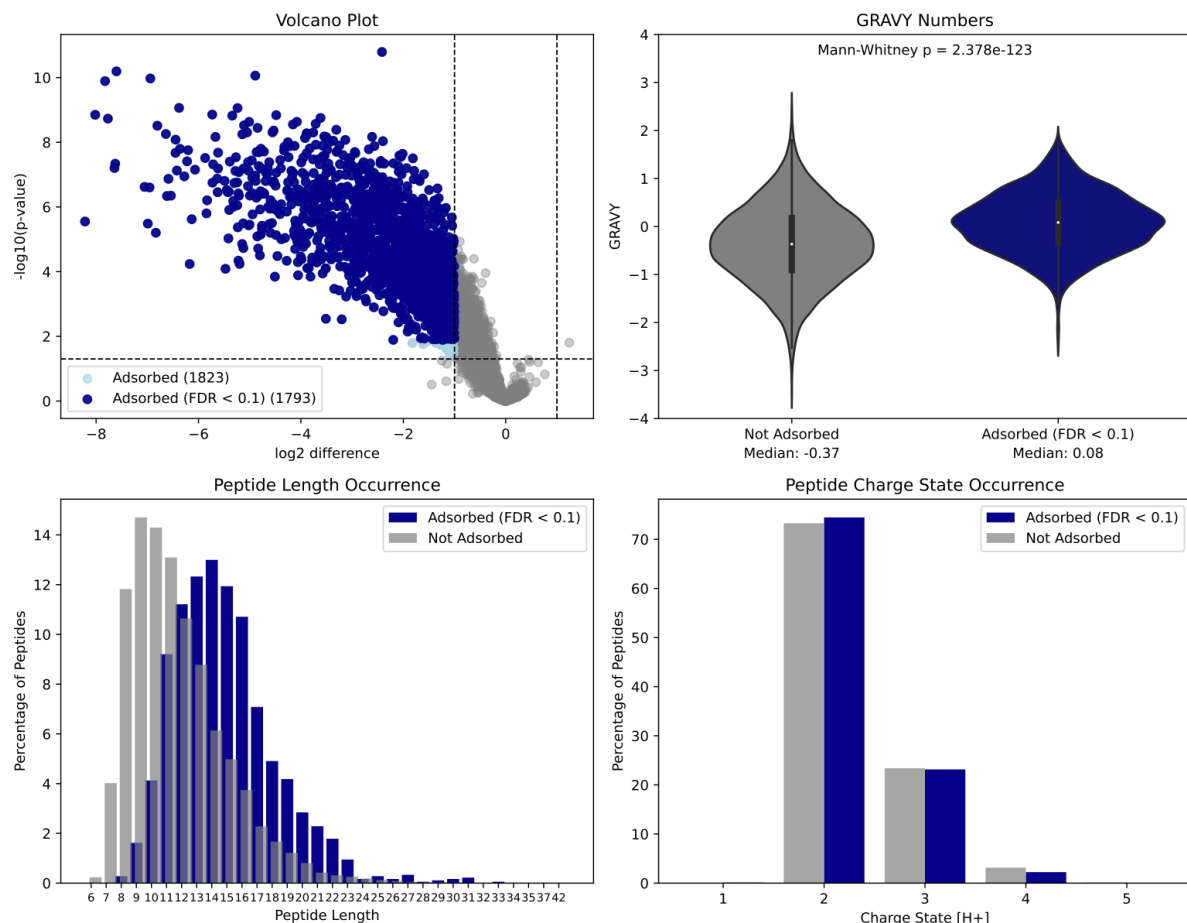 Volcano Plot
-log10(p-value)
10
8
6
4
2
0
Adsorbed (1823)
Adsorbed (FDR < 0.1) (1793)
−8
−6
−4
−2
0
log2 difference
GRAVY Numbers
Mann-Whitney p = 2.378e-123
GRAVY
4
3
2
1
0
−1
−2
−3
−4
Not Adsorbed
Median: -0.37
Adsorbed (FDR < 0.1)
Median: 0.08
Peptide Length Occurrence
Adsorbed (FDR < 0.1)
Not Adsorbed
Percentage of Peptides
14
12
10
8
6
4
2
0
6 7 8 9 10 11 12 13 14 15 16 17 18 19 20 21 22 23 24 25 26 27 28 29 30 31 32 33 34 35 37 42
Peptide Length
Peptide Charge State Occurrence
Adsorbed (FDR < 0.1)
Not Adsorbed
Percentage of Peptides
70
60
50
40
30
20
10
0
1 2 3 4 5
Charge State [H+]